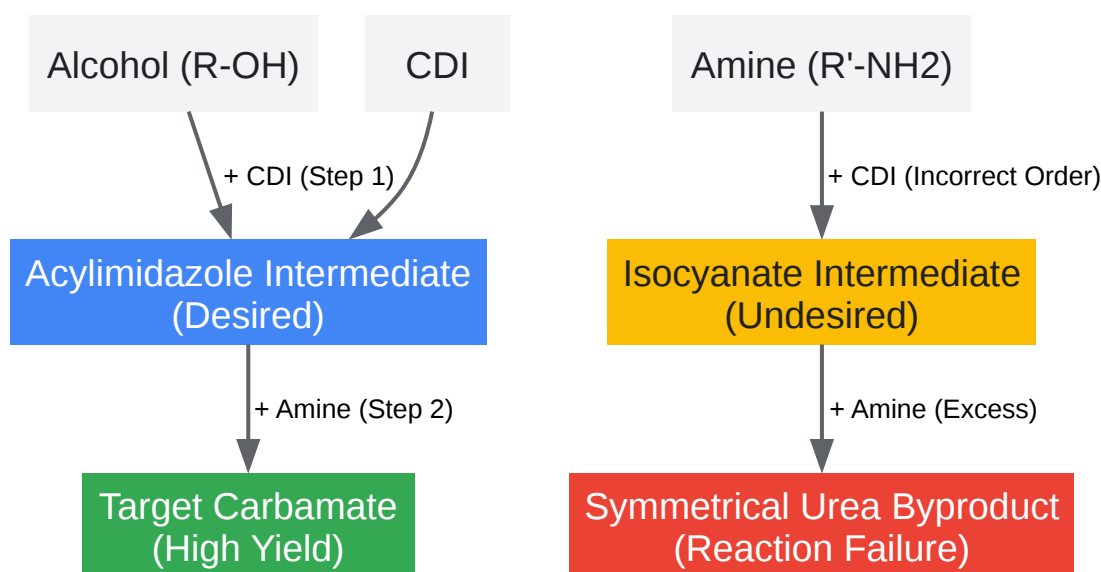 Alcohol (R-OH)
CDI
Amine (R'-NH2)
+ CDI (Step 1)
+ CDI (Incorrect Order)
Acylimidazole Intermediate
(Desired)
Isocyanate Intermediate
(Undesired)
+ Amine (Step 2)
+ Amine (Excess)
Target Carbamate
(High Yield)
Symmetrical Urea Byproduct
(Reaction Failure)